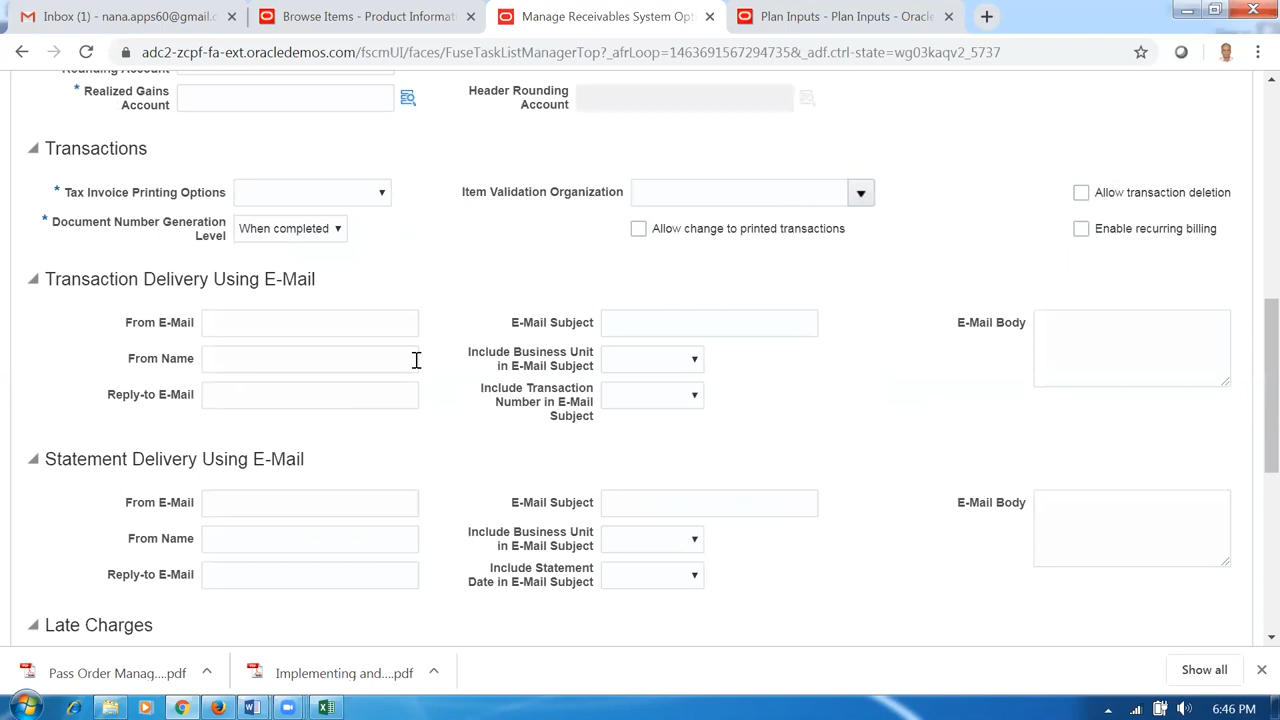 Inbox (1) - nana.apps60@gmail.c
Browse Items - Product Informati
Manage Receivables System Opti
Plan Inputs - Plan Inputs - Oracl
adc2-zcpf-fa-ext.oracledemos.com/fscmUI/faces/FuseTaskListManagerTop?_afrLoop=146369156729473​5&_adf.ctrl-state=wg03kaqv2_5737
Rounding Account
* Realized Gains
Account
Header Rounding
Account
Transactions
* Tax Invoice Printing Options
Item Validation Organization
Allow transaction deletion
* Document Number Generation
Level
When completed
Allow change to printed transactions
Enable recurring billing
Transaction Delivery Using E-Mail
From E-Mail
E-Mail Subject
E-Mail Body
From Name
Include Business Unit
in E-Mail Subject
Reply-to E-Mail
Include Transaction
Number in E-Mail
Subject
Statement Delivery Using E-Mail
From E-Mail
E-Mail Subject
E-Mail Body
From Name
Include Business Unit
in E-Mail Subject
Reply-to E-Mail
Include Statement
Date in E-Mail Subject
Late Charges
Pass Order Manag....pdf
Implementing and....pdf
Show all
6:46 PM